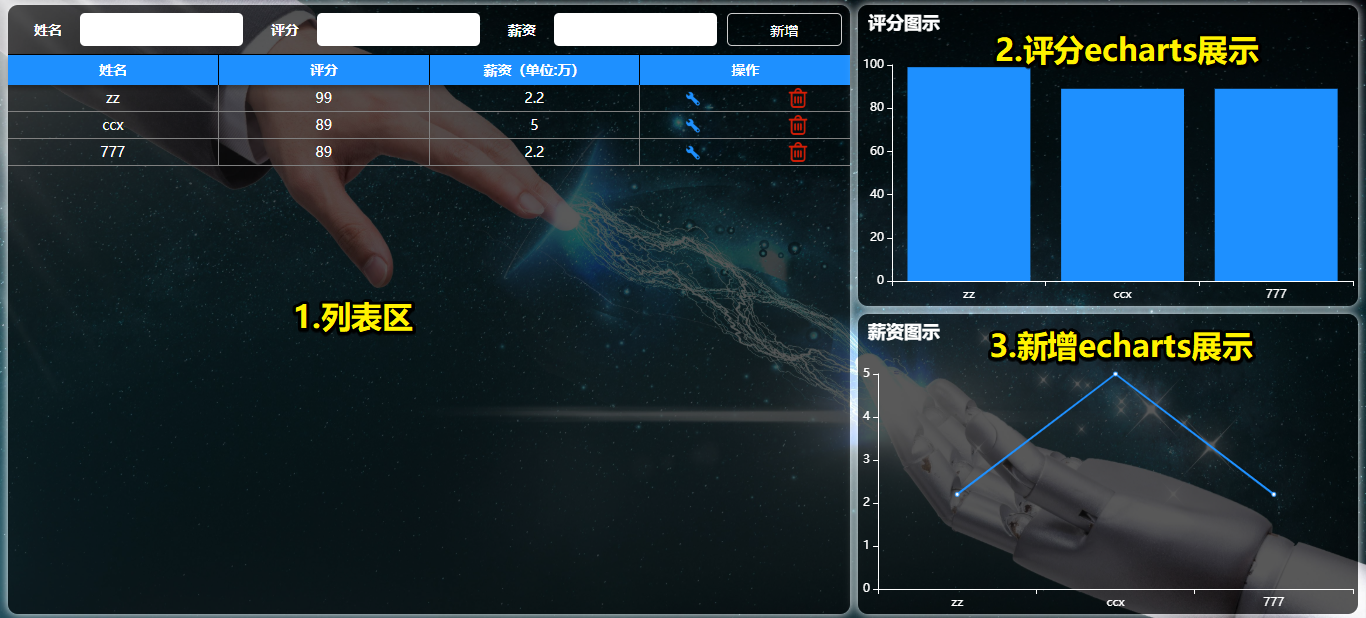 姓名 评分 薪资 新增
姓名 评分 薪资（单位:万） 操作
zz 99 2.2
ccx 89 5
777 89 2.2
1.列表区
评分图示
2.评分echarts展示
100
80
60
40
20
0
zz ccx 777
薪资图示
3.新增echarts展示
5
4
3
2
1
0
zz ccx 777